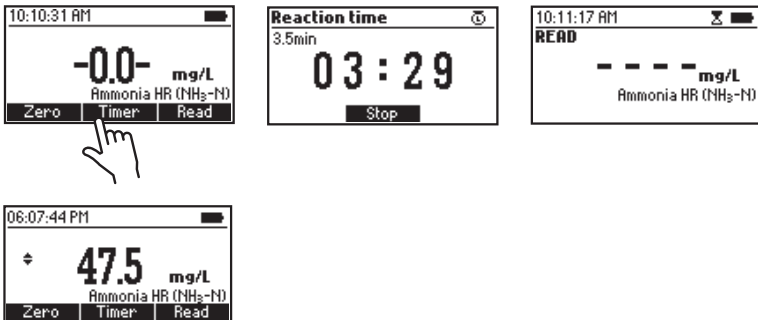 10:10:31 AM
-0.0- mg/L
Ammonia HR (NH₃-N)
Zero Timer Read
Reaction time
3.5min
03:29
Stop
10:11:17 AM
READ
---- mg/L
Ammonia HR (NH₃-N)
06:07:44 PM
47.5 mg/L
Ammonia HR (NH₃-N)
Zero Timer Read